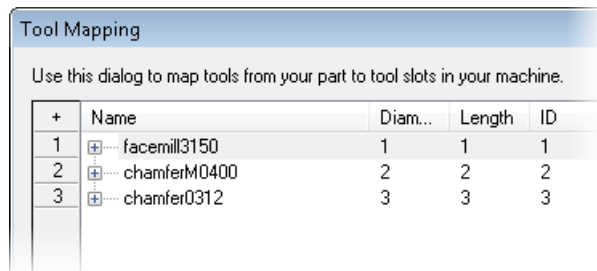 Tool Mapping
Use this dialog to map tools from your part to tool slots in your machine.
+ Name Diam... Length ID
1 facemill3150 1 1 1
2 chamferM0400 2 2 2
3 chamfer0312 3 3 3